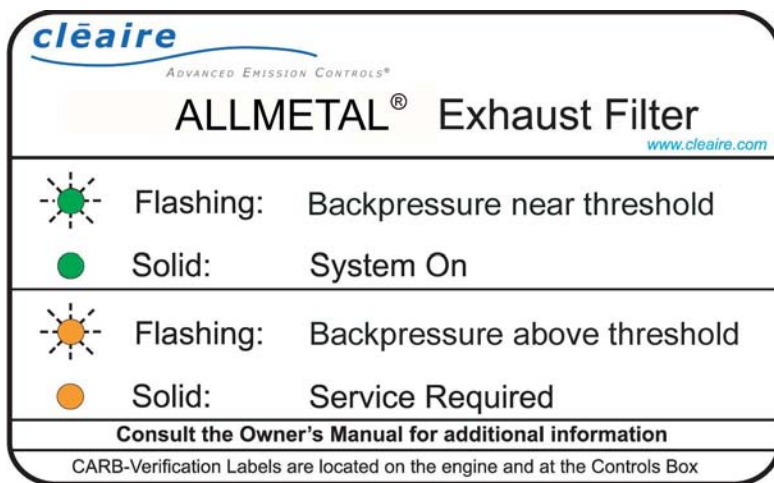 clēaire
ADVANCED EMISSION CONTROLS®
ALLMETAL® Exhaust Filter
www.cleaire.com
Flashing: Backpressure near threshold
Solid: System On
Flashing: Backpressure above threshold
Solid: Service Required
Consult the Owner's Manual for additional information
CARB-Verification Labels are located on the engine and at the Controls Box